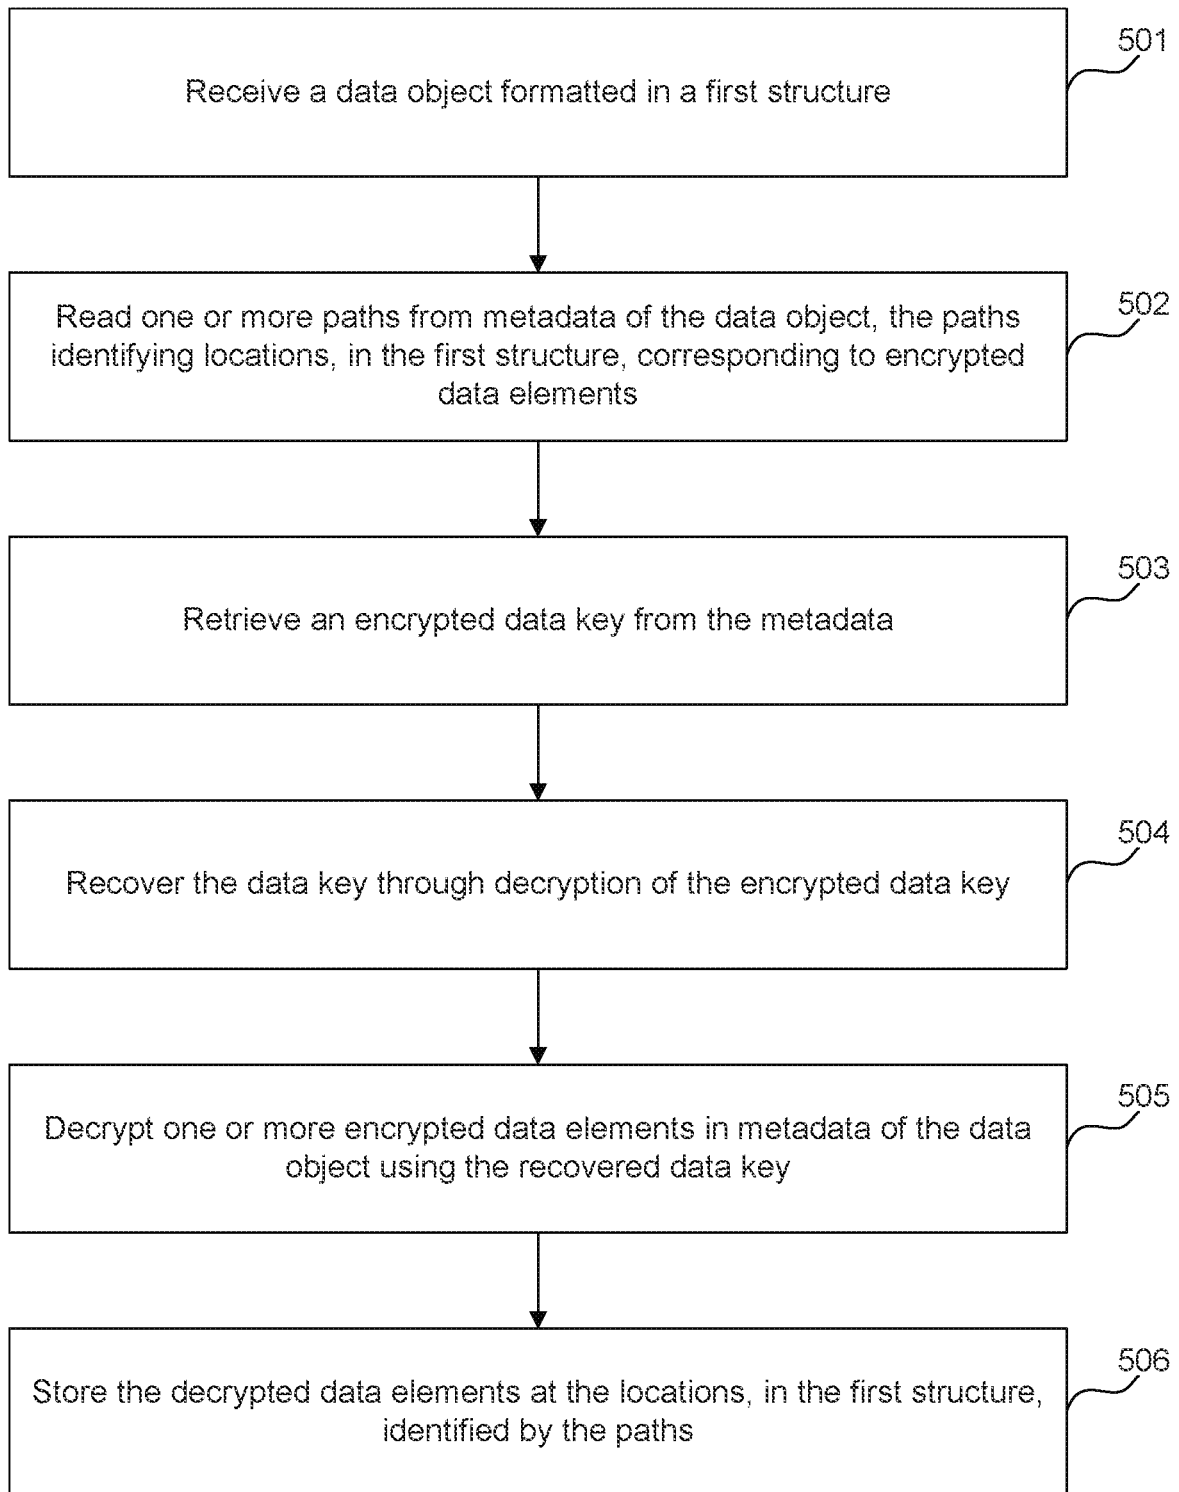 501
Receive a data object formatted in a first structure
502
Read one or more paths from metadata of the data object, the paths
identifying locations, in the first structure, corresponding to encrypted
data elements
503
Retrieve an encrypted data key from the metadata
504
Recover the data key through decryption of the encrypted data key
505
Decrypt one or more encrypted data elements in metadata of the data
object using the recovered data key
506
Store the decrypted data elements at the locations, in the first structure,
identified by the paths